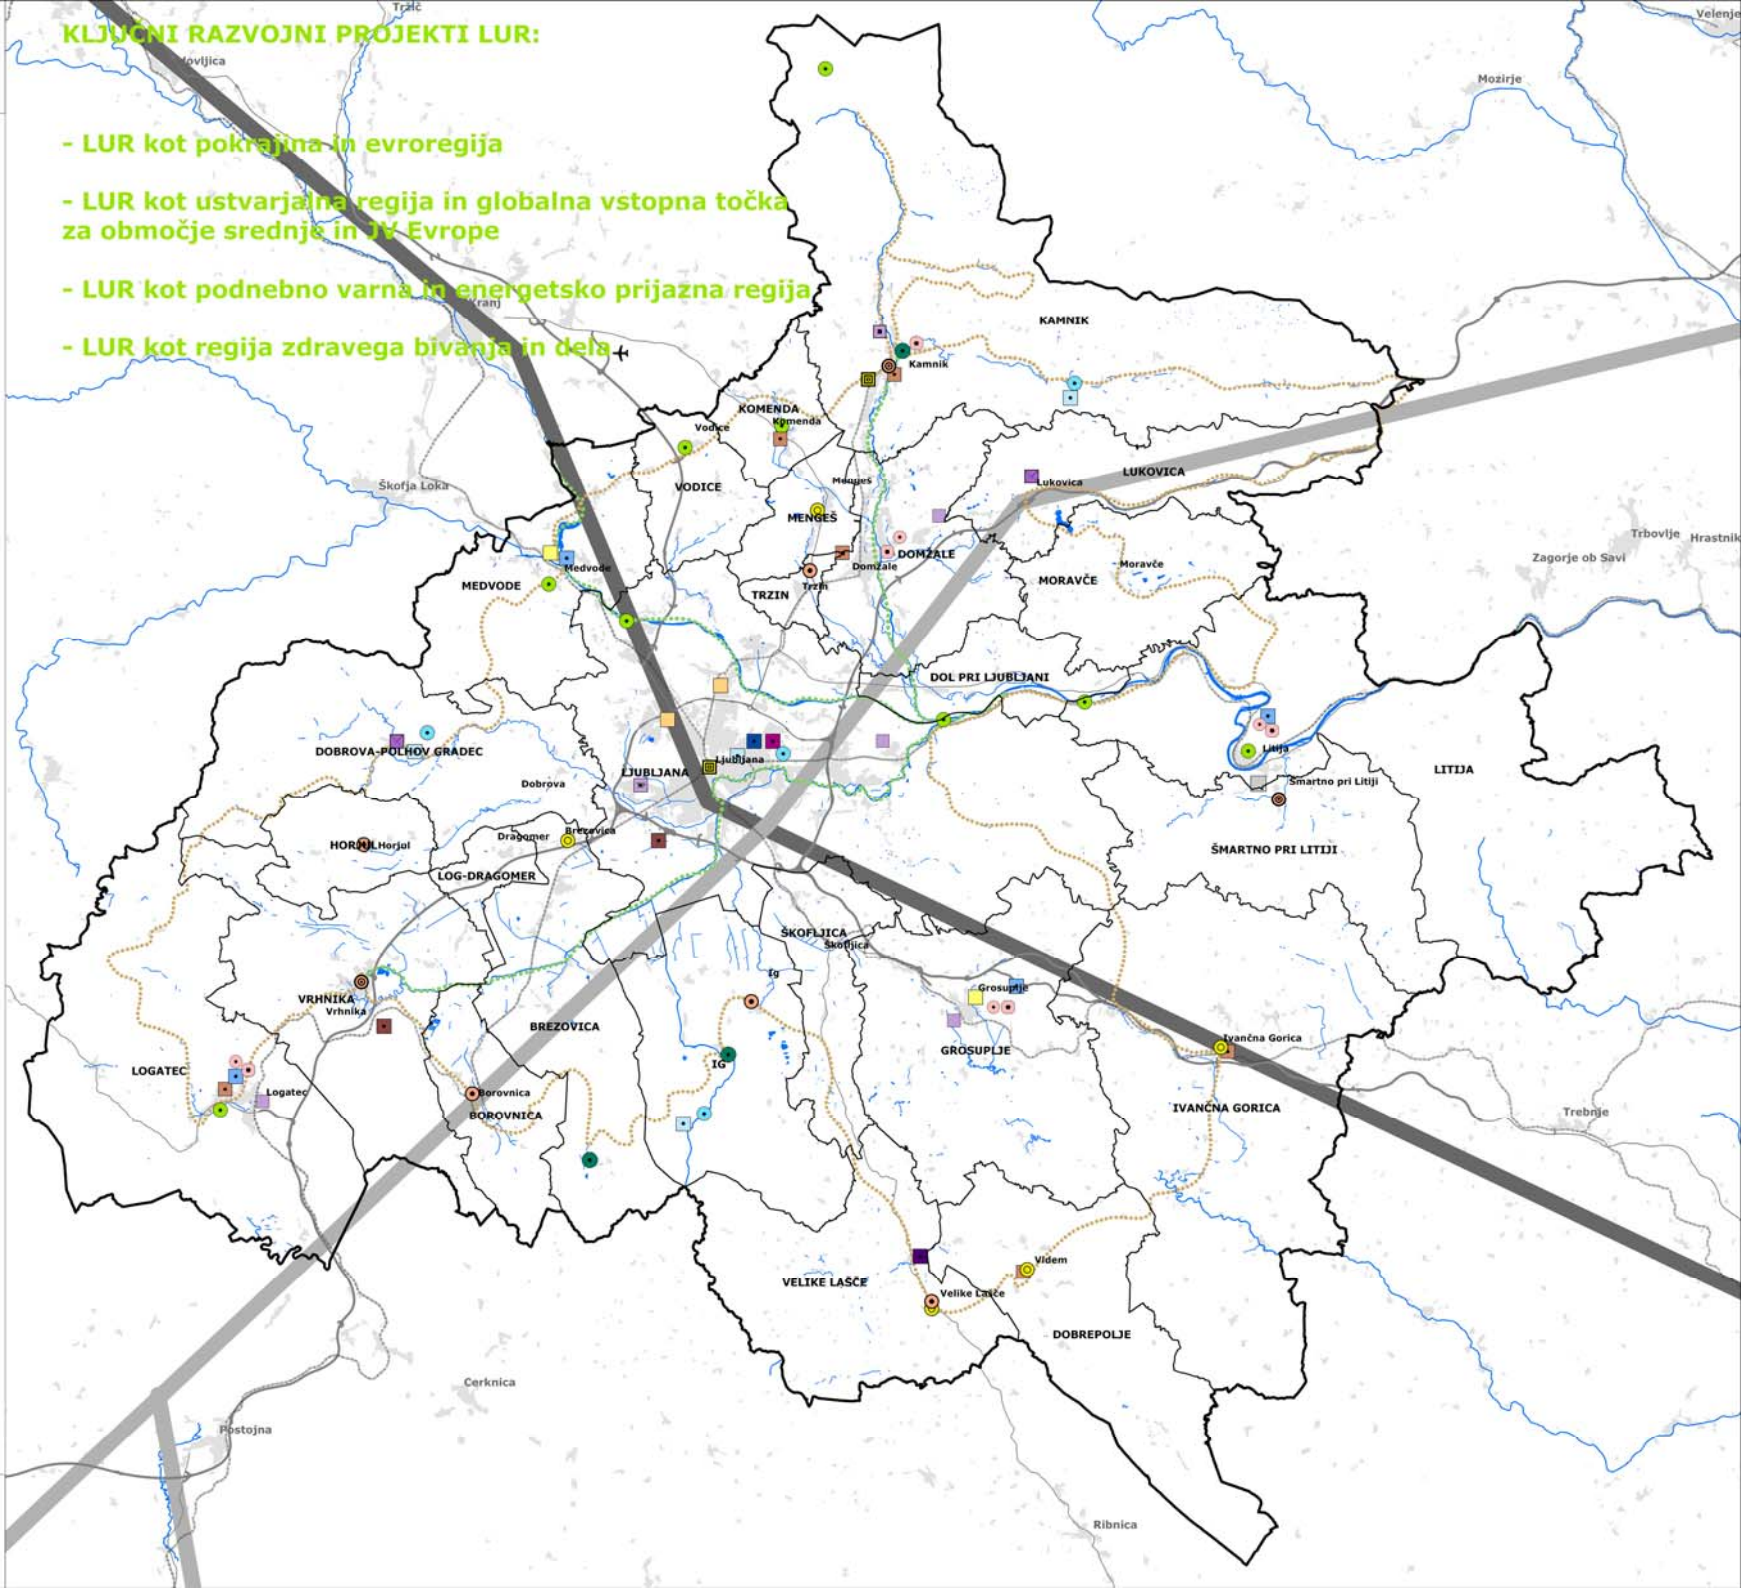 Tržič
Velenje
KLJUČNI RAZVOJNI PROJEKTI LUR:
Mozirje
- LUR kot pokrajina in evroregija
- LUR kot ustvarjalna regija in globalna vstopna točka
za območje srednje in JV Evrope
- LUR kot podnebno varna in energetsko prijazna regija
- LUR kot regija zdravega bivanja in dela
KAMNIK
Kamnik
KOMENDA
Komenda
Vodice
LUKOVICA
Lukovica
Mengeš
Škofja Loka
VODICE
MENGEŠ
Trbovlje
Hrastnik
DOMŽALE
Zagorje ob Savi
Domžale
Medvode
Moravče
MORAVČE
MEDVODE
Trzin
TRZIN
DOL PRI LJUBLJANI
DOBROVA-POLHOV GRADEC
Litija
Ljubljana
LJUBLJANA
LITIJA
Šmartno pri Litiji
Dobrova
Brezovica
Dragomer
HORJUL
Horjul
ŠMARTNO PRI LITIJI
LOG-DRAGOMER
ŠKOFLJICA
Škofljica
Ig
Grosuplje
VRHNIKA
Vrhnika
BREZOVICA
Ivančna Gorica
GROSUPLJE
IG
LOGATEC
Logatec
Borovnica
BOROVNICA
IVANČNA GORICA
Trebnje
Videm
VELIKE LAŠČE
Velike Lašče
DOBREPOLJE
Cerknica
Postojna
Ribnica